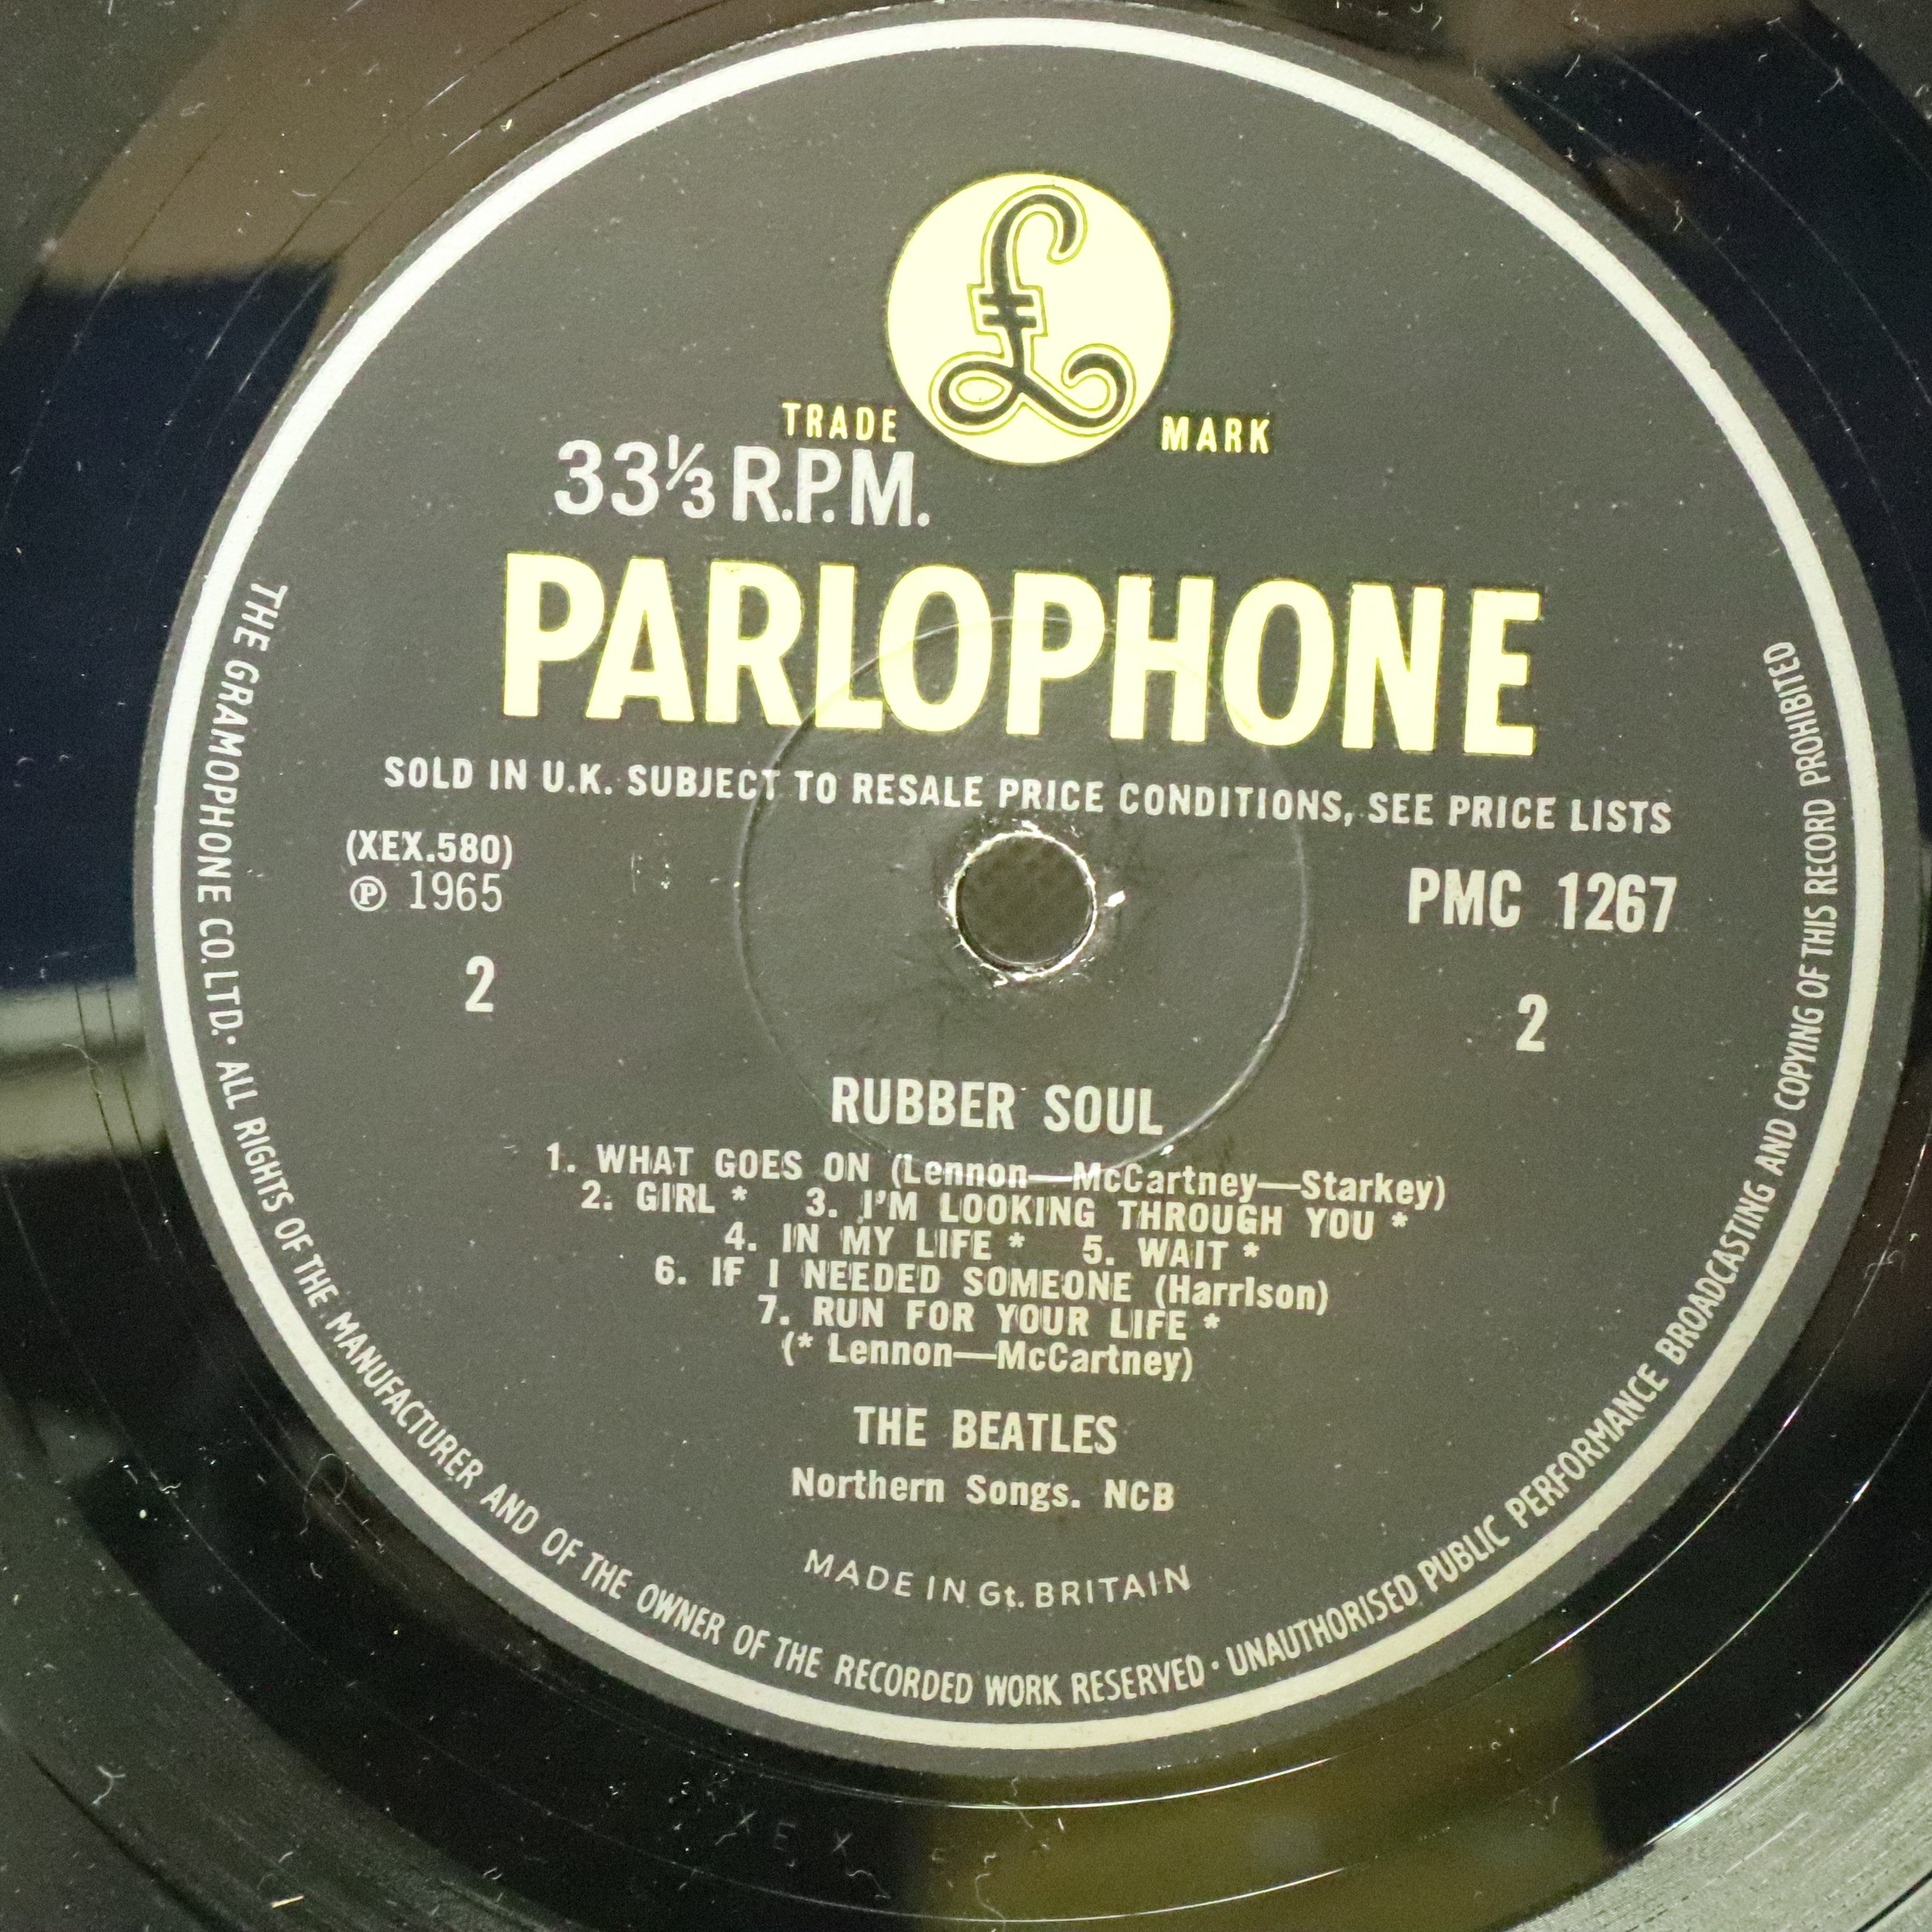 £
TRADE MARK
33⅓ R.P.M.
PARLOPHONE
SOLD IN U.K. SUBJECT TO RESALE PRICE CONDITIONS, SEE PRICE LISTS
(XEX.580)
℗ 1965
PMC 1267
2
2
RUBBER SOUL
1. WHAT GOES ON (Lennon—McCartney—Starkey)
2. GIRL * 3. I'M LOOKING THROUGH YOU *
4. IN MY LIFE * 5. WAIT *
6. IF I NEEDED SOMEONE (Harrison)
7. RUN FOR YOUR LIFE *
(* Lennon—McCartney)
THE BEATLES
Northern Songs. NCB
MADE IN Gt. BRITAIN
THE GRAMOPHONE CO. LTD. · ALL RIGHTS OF THE MANUFACTURER AND OF THE OWNER OF THE RECORDED WORK RESERVED · UNAUTHORISED PUBLIC PERFORMANCE BROADCASTING AND COPYING OF THIS RECORD PROHIBITED
XEX